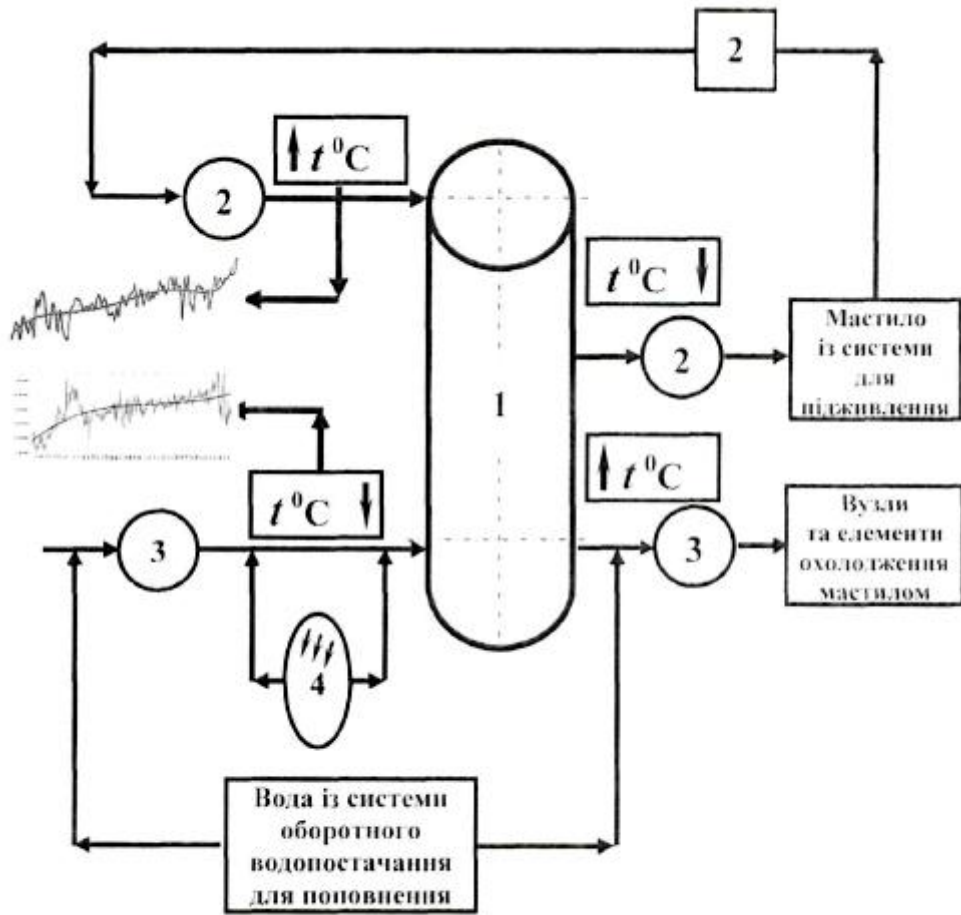 2
↑ t⁰C
2
t⁰C ↓
2
Мастило
із системи
для
підживлення
1
↑ t⁰C
t⁰C ↓
3
3
Вузли
та елементи
охолодження
мастилом
4
Вода із системи
оборотного
водопостачання
для поповнення